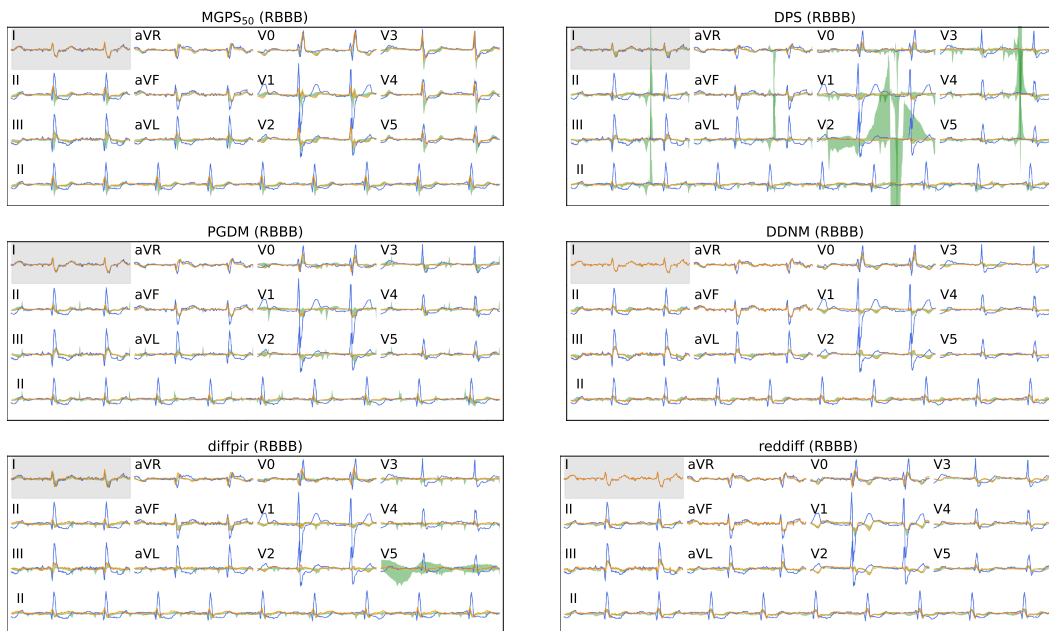 MGPS50 (RBBB)
I aVR V0 V3
II aVF V1 V4
III aVL V2 V5
II
DPS (RBBB)
I aVR V0 V3
II aVF V1 V4
III aVL V2 V5
II
PGDM (RBBB)
I aVR V0 V3
II aVF V1 V4
III aVL V2 V5
II
DDNM (RBBB)
I aVR V0 V3
II aVF V1 V4
III aVL V2 V5
II
diffpir (RBBB)
I aVR V0 V3
II aVF V1 V4
III aVL V2 V5
II
reddiff (RBBB)
I aVR V0 V3
II aVF V1 V4
III aVL V2 V5
II